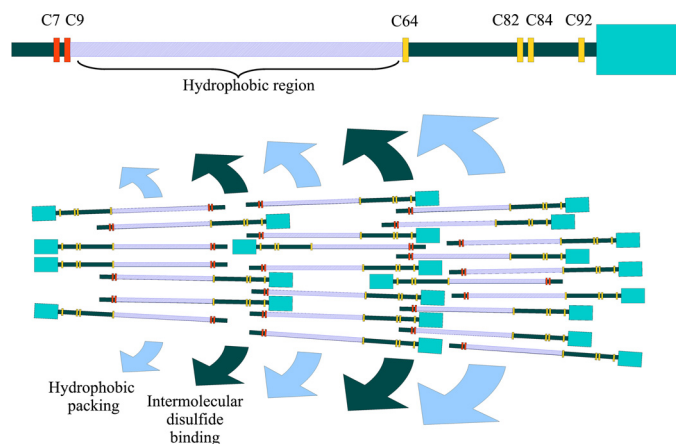 C7 C9 C64 C82 C84 C92
Hydrophobic region
Hydrophobic
packing
Intermolecular
disulfide
binding